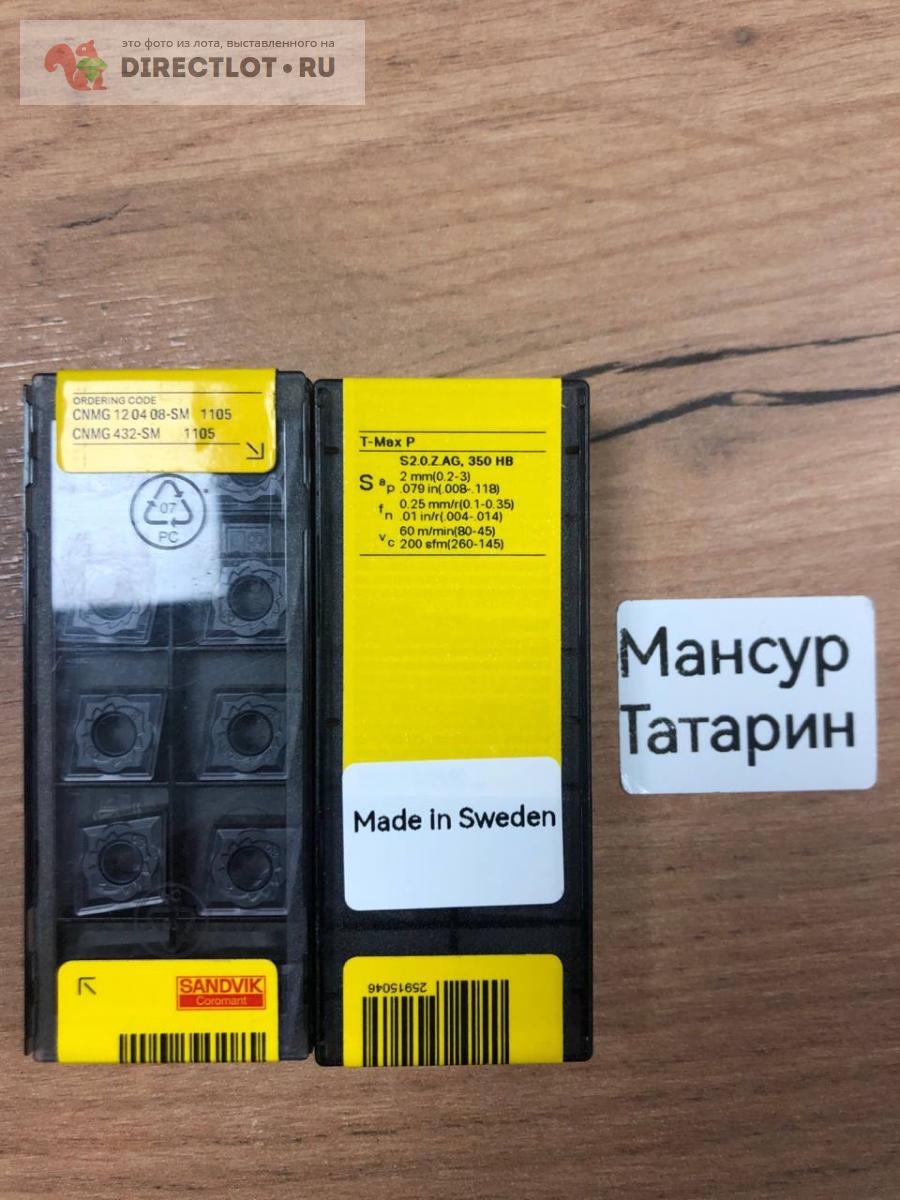 это фото из лота, выставленного на
DIRECTLOT.RU
ORDERING CODE
CNMG 12 04 08-SM 1105
CNMG 432-SM 1105
07
PC
SANDVIK
Coromant
T-Max P
S2.0.Z.AG, 350 HB
S ap 2 mm(0.2-3)
.079 in(.008-.118)
fn 0.25 mm/r(0.1-0.35)
.01 in/r(.004-.014)
vc 60 m/min(80-45)
200 sfm(260-145)
Made in Sweden
25915046
Мансур
Татарин